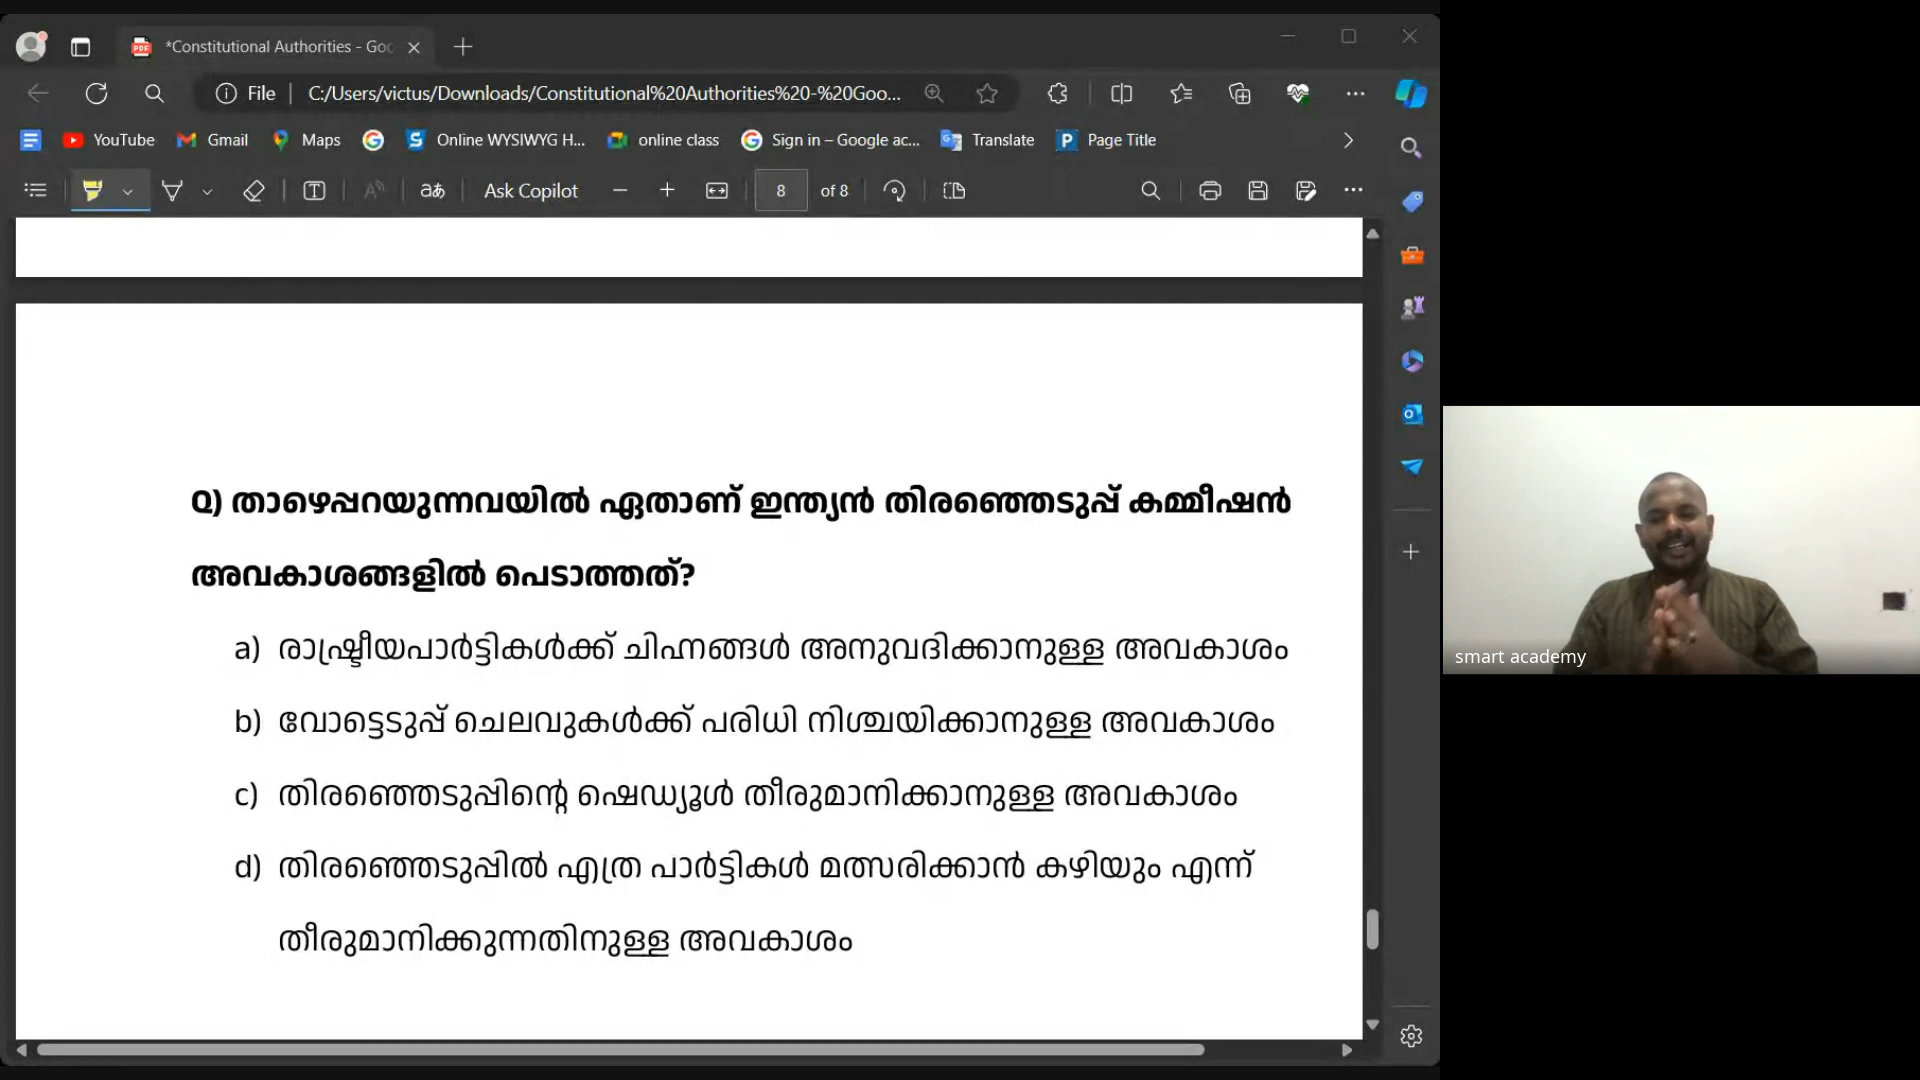 *Constitutional Authorities - Goo
File
C:/Users/victus/Downloads/Constitutional%20Authorities%20-%20Goo...
YouTube Gmail Maps Online WYSIWYG H... online class Sign in – Google ac... Translate Page Title
Ask Copilot 8 of 8
Q) താഴെപ്പറയുന്നവയിൽ ഏതാണ് ഇന്ത്യൻ തിരഞ്ഞെടുപ്പ് കമ്മീഷൻ
അവകാശങ്ങളിൽ പെടാത്തത്?
a) രാഷ്ട്രീയപാർട്ടികൾക്ക് ചിഹ്നങ്ങൾ അനുവദിക്കാനുള്ള അവകാശം
b) വോട്ടെടുപ്പ് ചെലവുകൾക്ക് പരിധി നിശ്ചയിക്കാനുള്ള അവകാശം
c) തിരഞ്ഞെടുപ്പിന്റെ ഷെഡ്യൂൾ തീരുമാനിക്കാനുള്ള അവകാശം
d) തിരഞ്ഞെടുപ്പിൽ എത്ര പാർട്ടികൾ മത്സരിക്കാൻ കഴിയും എന്ന്
തീരുമാനിക്കുന്നതിനുള്ള അവകാശം
smart academy